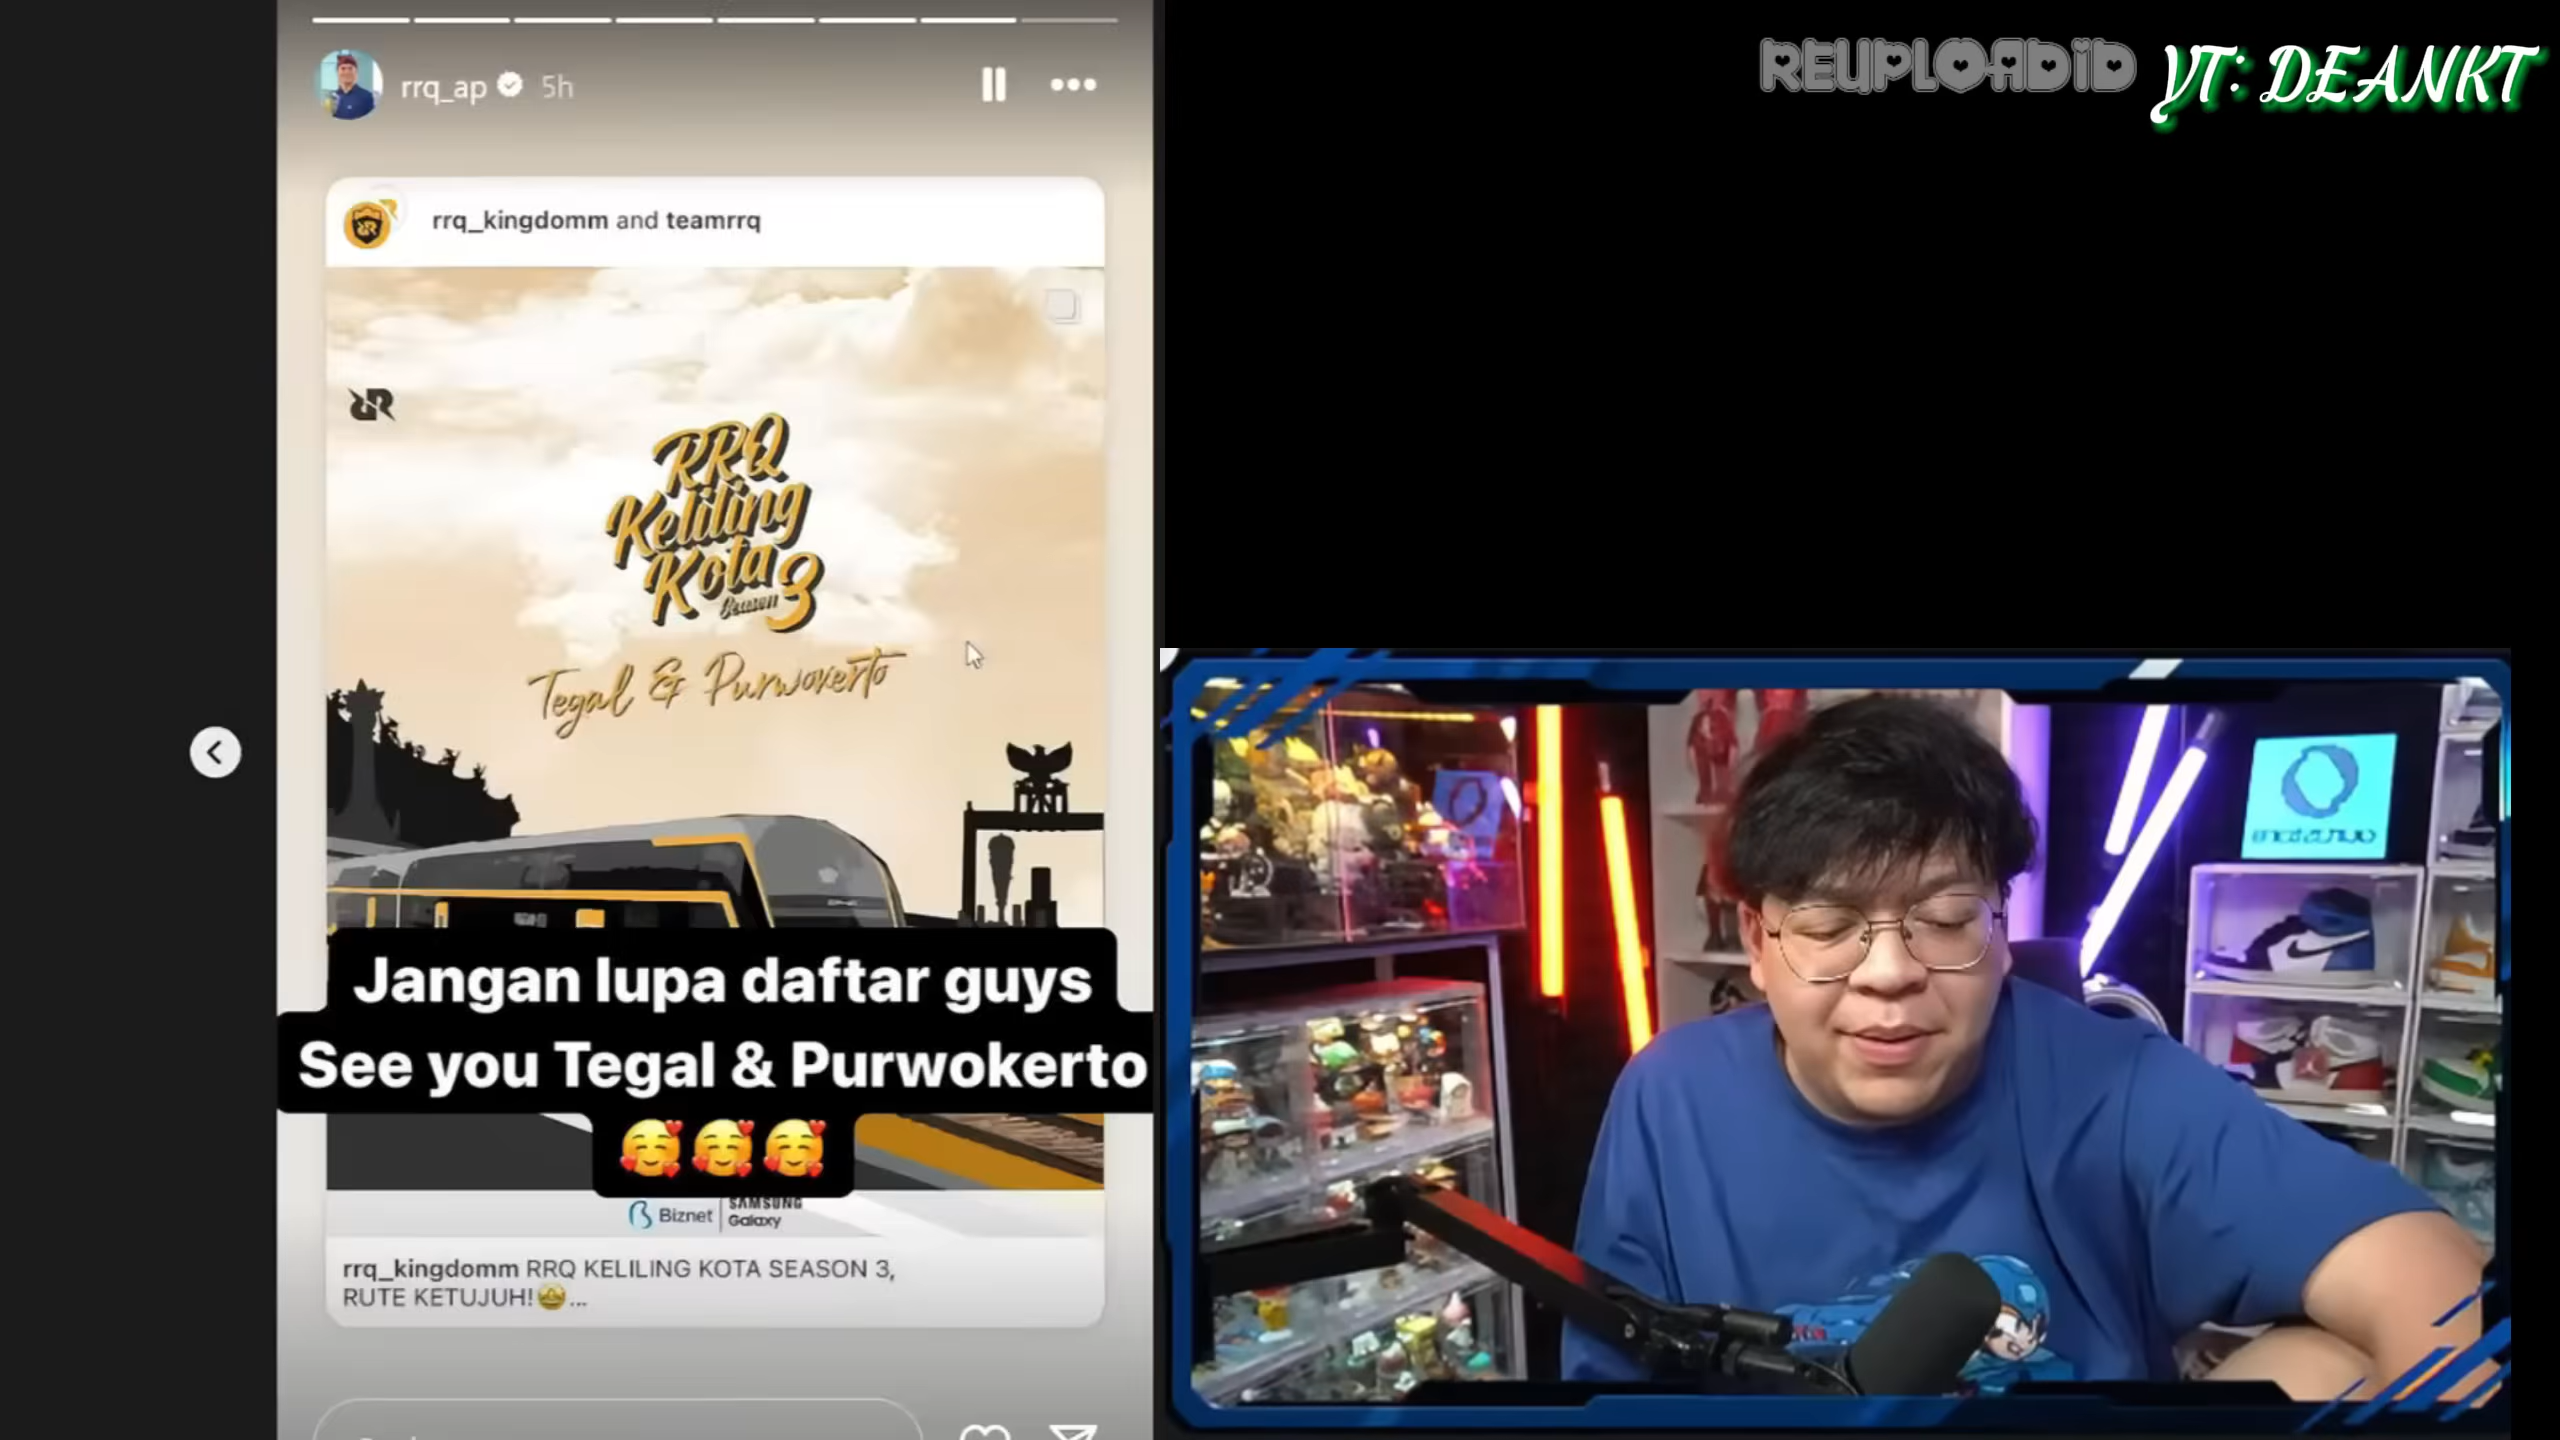 REUPLOADID YT: DEANKT
rrq_ap 5h
rrq_kingdomm and teamrrq
RRQ
Keliling
Kota
Season 3
Tegal & Purwokerto
Jangan lupa daftar guys
See you Tegal & Purwokerto
🥰🥰🥰
Biznet SAMSUNG
Galaxy
rrq_kingdomm RRQ KELILING KOTA SEASON 3,
RUTE KETUJUH!🤩...